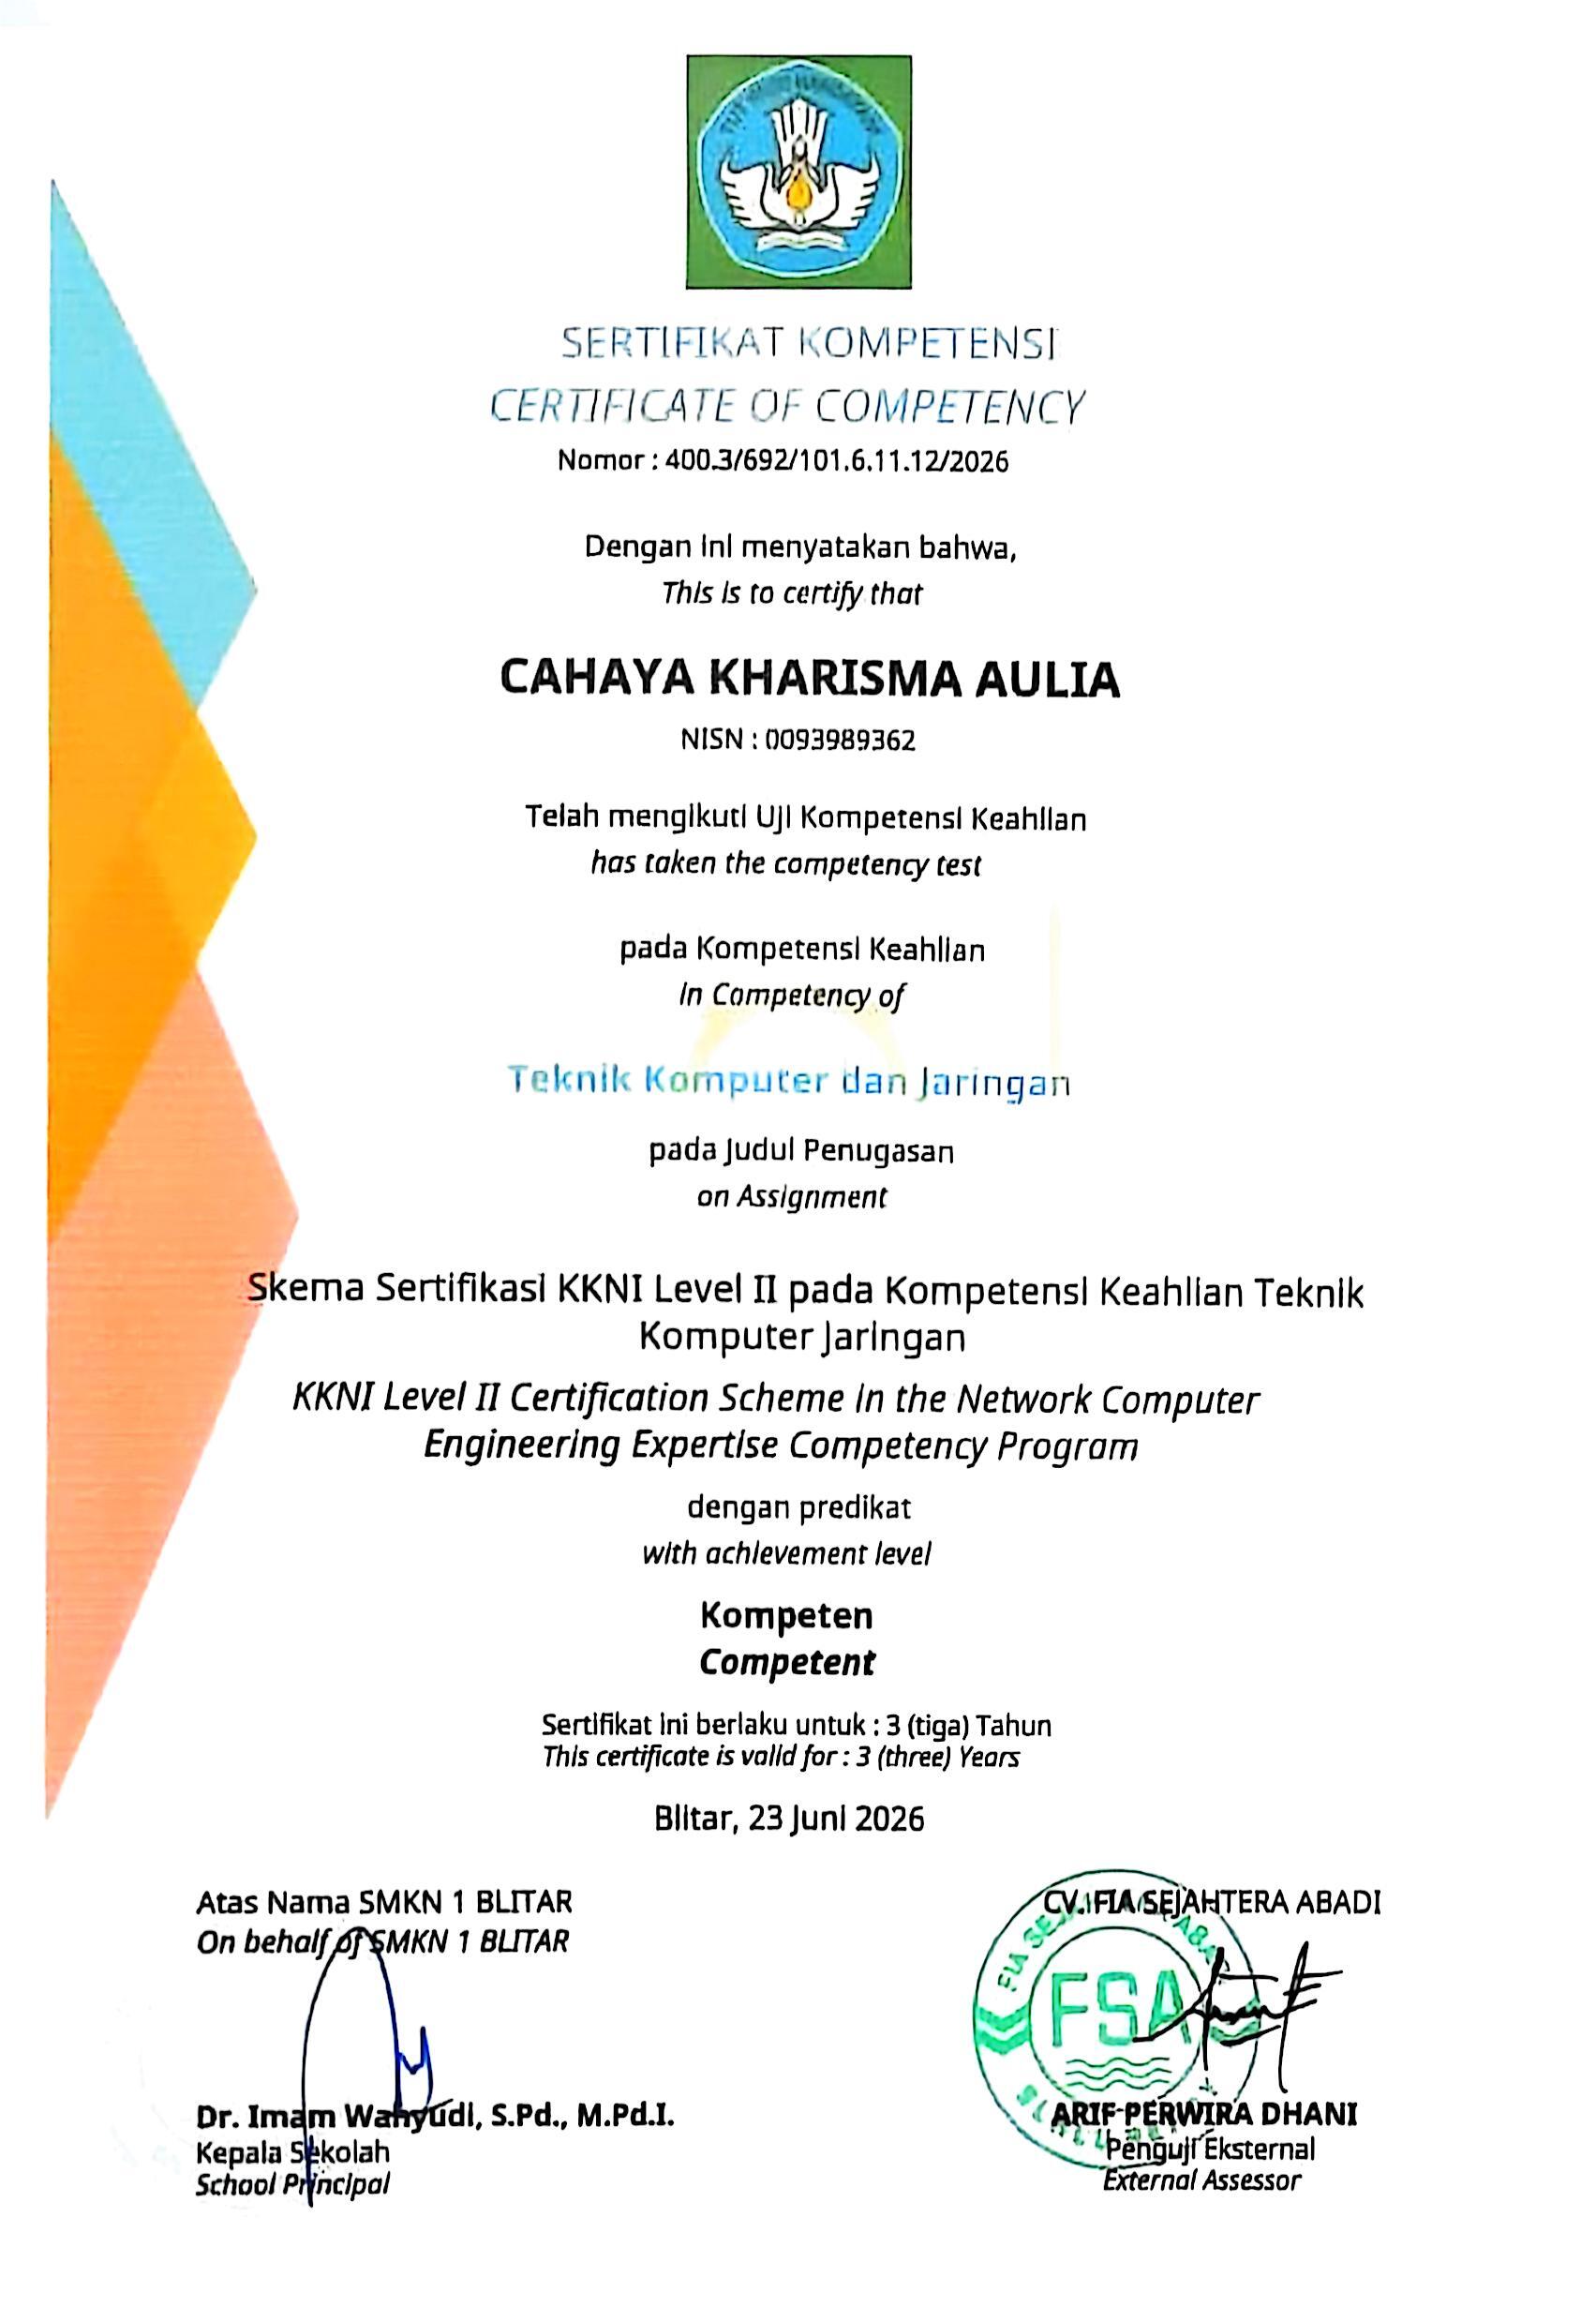 SERTIFIKAT KOMPETENSI
CERTIFICATE OF COMPETENCY
Nomor : 400.3/692/101.6.11.12/2026
Dengan ini menyatakan bahwa,
This is to certify that
CAHAYA KHARISMA AULIA
NISN : 0093989362
Telah mengikuti Uji Kompetensi Keahlian
has taken the competency test
pada Kompetensi Keahlian
in Competency of
Teknik Komputer dan Jaringan
pada Judul Penugasan
on Assignment
Skema Sertifikasi KKNI Level II pada Kompetensi Keahlian Teknik
Komputer Jaringan
KKNI Level II Certification Scheme in the Network Computer
Engineering Expertise Competency Program
dengan predikat
with achievement level
Kompeten
Competent
Sertifikat ini berlaku untuk : 3 (tiga) Tahun
This certificate is valid for : 3 (three) Years
Blitar, 23 Juni 2026
Atas Nama SMKN 1 BLITAR
On behalf of SMKN 1 BLITAR
Dr. Imam Wahyudi, S.Pd., M.Pd.I.
Kepala Sekolah
School Principal
CV. FIA SEJAHTERA ABADI
FSA
ARIF PERWIRA DHANI
Penguji Eksternal
External Assessor